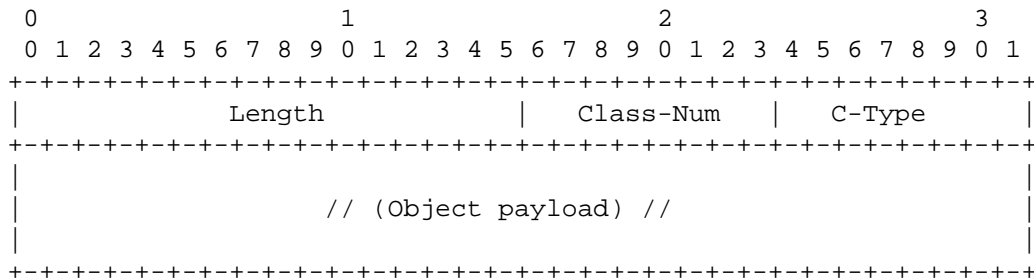 0                   1                   2                   3
 0 1 2 3 4 5 6 7 8 9 0 1 2 3 4 5 6 7 8 9 0 1 2 3 4 5 6 7 8 9 0 1
+-+-+-+-+-+-+-+-+-+-+-+-+-+-+-+-+-+-+-+-+-+-+-+-+-+-+-+-+-+-+-+-+
|             Length            |   Class-Num   |   C-Type      |
+-+-+-+-+-+-+-+-+-+-+-+-+-+-+-+-+-+-+-+-+-+-+-+-+-+-+-+-+-+-+-+-+
|                                                               |
|                   // (Object payload) //                      |
|                                                               |
+-+-+-+-+-+-+-+-+-+-+-+-+-+-+-+-+-+-+-+-+-+-+-+-+-+-+-+-+-+-+-+-+